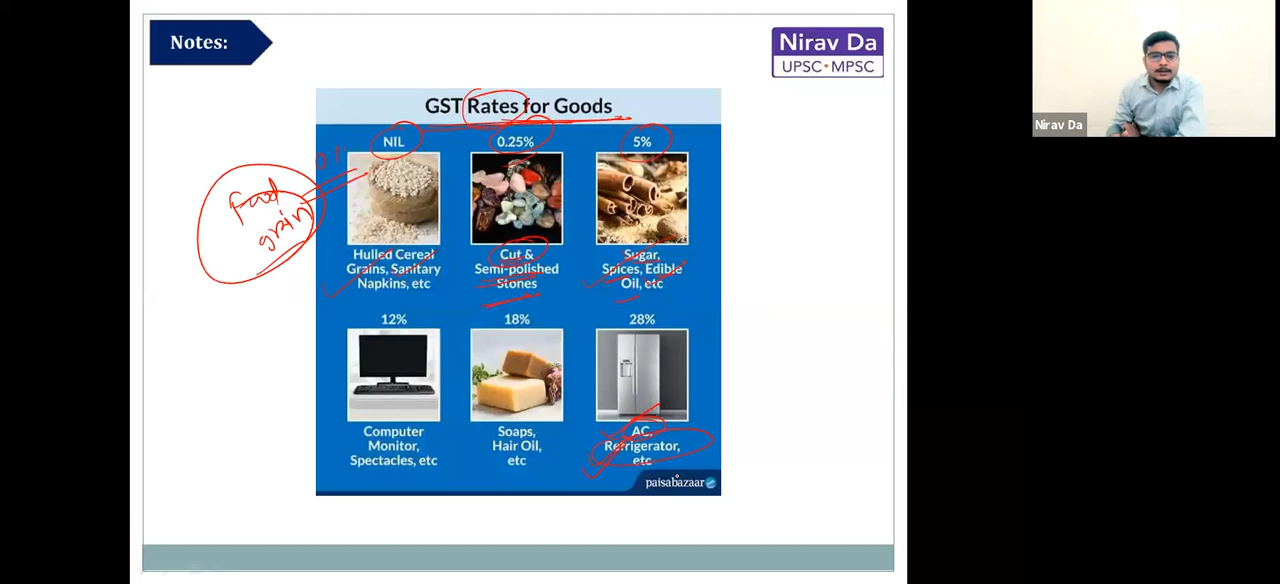 Notes:
Nirav Da
UPSC • MPSC
Nirav Da
GST Rates for Goods
NIL
0.25%
5%
0%
Food
grain
Hulled Cereal
Grains, Sanitary
Napkins, etc
Cut &
Semi-polished
Stones
Sugar,
Spices, Edible
Oil, etc
12%
18%
28%
Computer
Monitor,
Spectacles, etc
Soaps,
Hair Oil,
etc
AC,
Refrigerator,
etc
paisabazaar